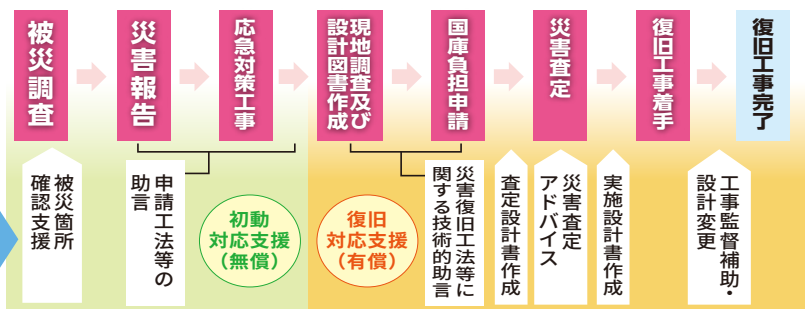 被災調査
災害報告
応急対策工事
現地調査及び
設計図書作成
国庫負担申請
災害査定
復旧工事着手
復旧工事完了
被災箇所
確認支援
申請工法等の
助言
初動
対応支援
（無償）
復旧
対応支援
（有償）
災害復旧工法等に
関する技術的助言
査定設計書作成
災害査定
アドバイス
実施設計書作成
工事監督補助・
設計変更